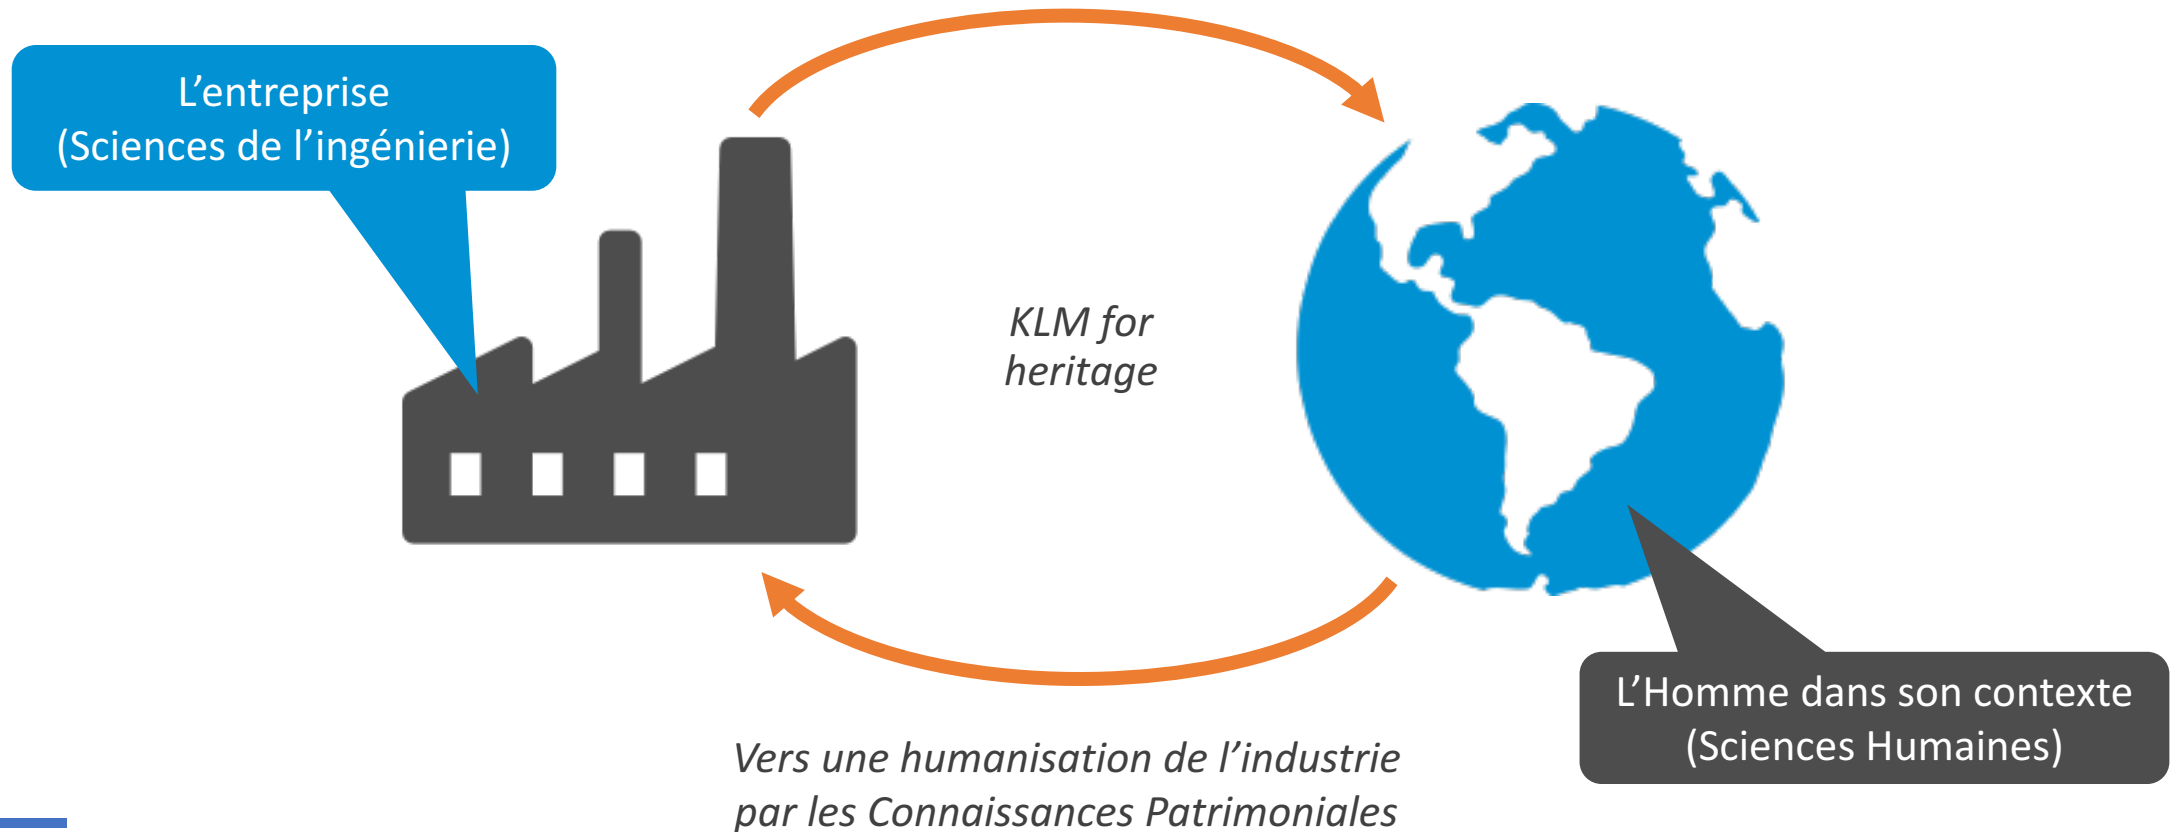 L’entreprise
(Sciences de l’ingénierie)
KLM for
heritage
L’Homme dans son contexte
(Sciences Humaines)
Vers une humanisation de l’industrie
par les Connaissances Patrimoniales